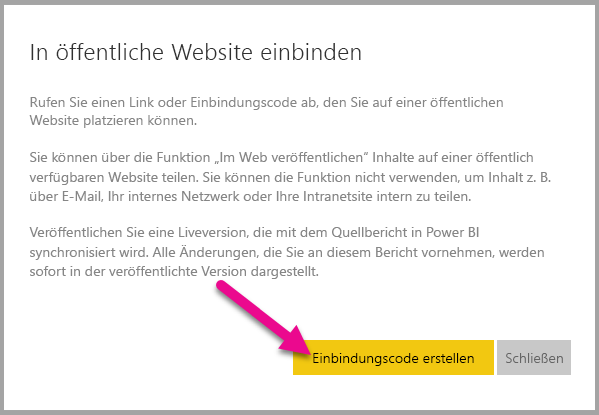 In öffentliche Website einbinden
Rufen Sie einen Link oder Einbindungscode ab, den Sie auf einer öffentlichen
Website platzieren können.
Sie können über die Funktion „Im Web veröffentlichen“ Inhalte auf einer öffentlich
verfügbaren Website teilen. Sie können die Funktion nicht verwenden, um Inhalt z. B.
über E-Mail, Ihr internes Netzwerk oder Ihre Intranetsite intern zu teilen.
Veröffentlichen Sie eine Liveversion, die mit dem Quellbericht in Power BI
synchronisiert wird. Alle Änderungen, die Sie an diesem Bericht vornehmen, werden
sofort in der veröffentlichte Version dargestellt.
Einbindungscode erstellen Schließen